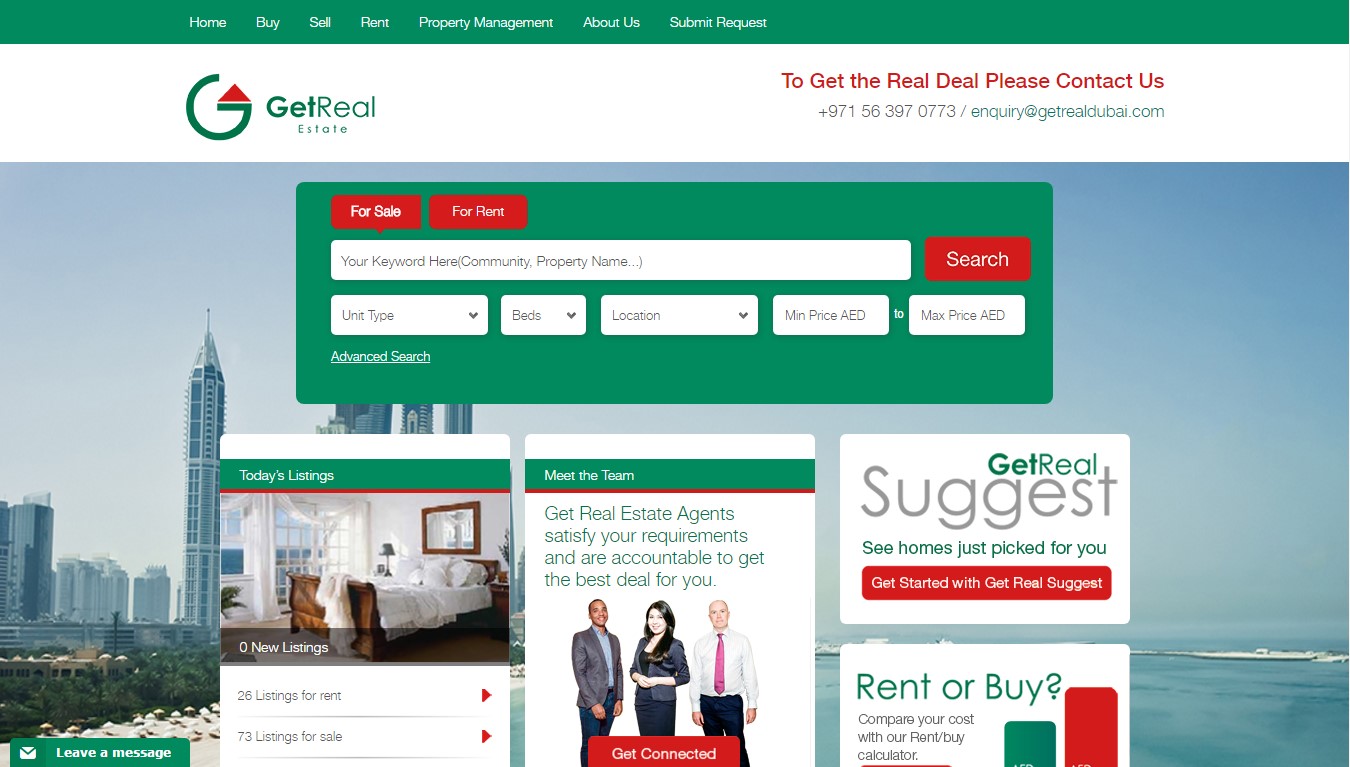 Home Buy Sell Rent Property Management About Us Submit Request
GetReal
Estate
To Get the Real Deal Please Contact Us
+971 56 397 0773 / enquiry@getrealdubai.com
For Sale For Rent
Your Keyword Here(Community, Property Name...) Search
Unit Type Beds Location Min Price AED to Max Price AED
Advanced Search
Today's Listings
0 New Listings
26 Listings for rent
73 Listings for sale
Meet the Team
Get Real Estate Agents
satisfy your requirements
and are accountable to get
the best deal for you.
Get Connected
GetReal
Suggest
See homes just picked for you
Get Started with Get Real Suggest
Rent or Buy?
Compare your cost
with our Rent/buy
calculator.
Leave a message